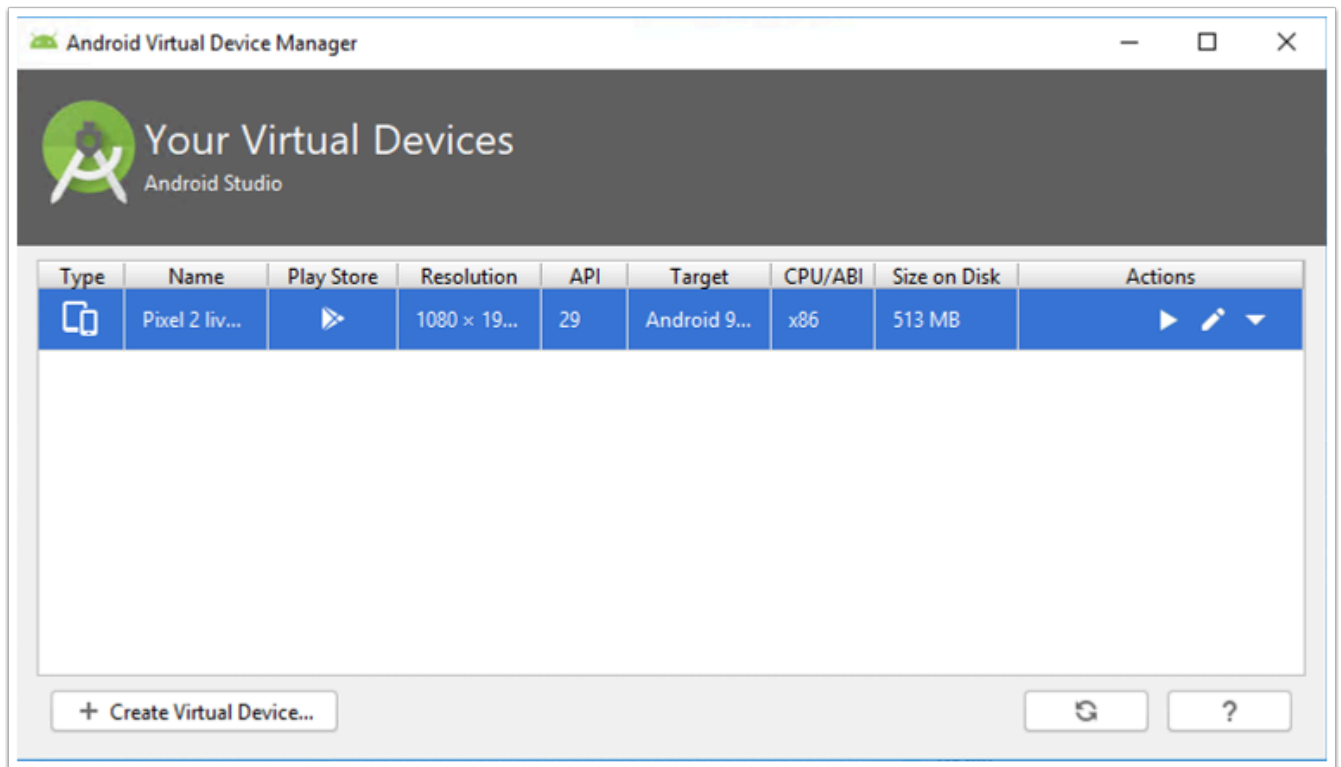 Android Virtual Device Manager
Your Virtual Devices
Android Studio
Type Name Play Store Resolution API Target CPU/ABI Size on Disk Actions
Pixel 2 liv... 1080 × 19... 29 Android 9... x86 513 MB
+ Create Virtual Device... ?